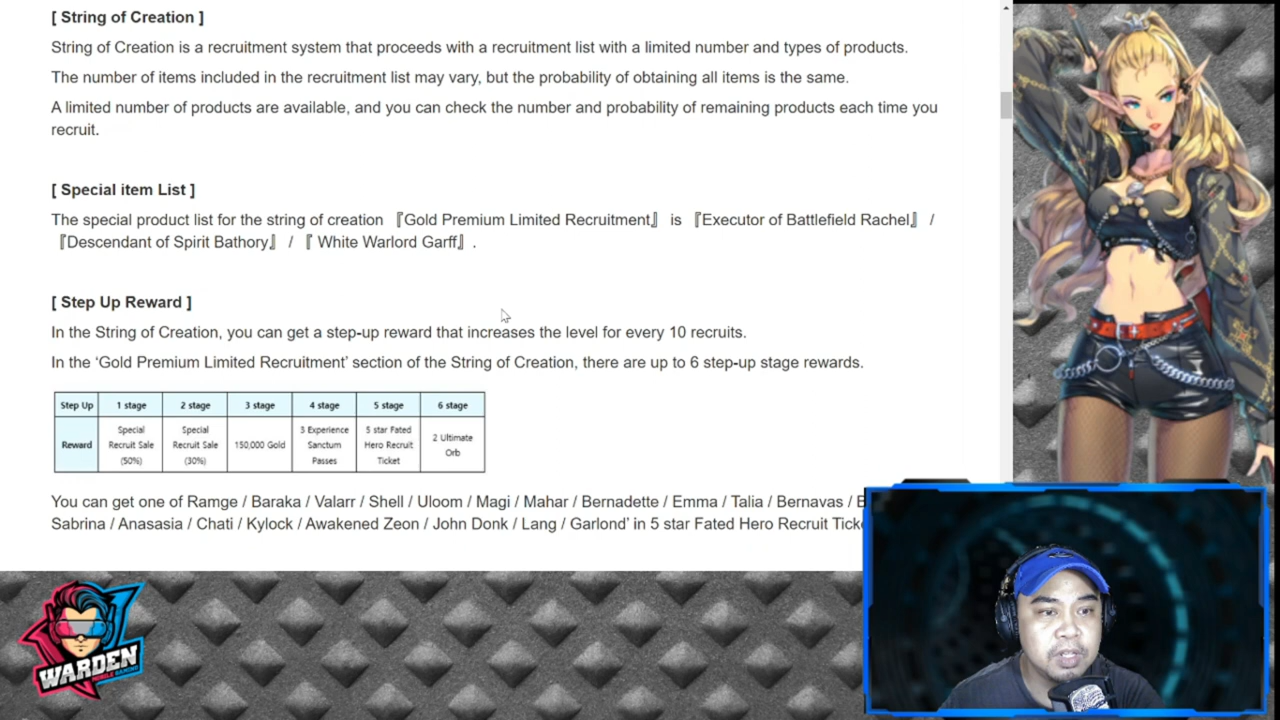 [ String of Creation ]
String of Creation is a recruitment system that proceeds with a recruitment list with a limited number and types of products.
The number of items included in the recruitment list may vary, but the probability of obtaining all items is the same.
A limited number of products are available, and you can check the number and probability of remaining products each time you
recruit.
[ Special item List ]
The special product list for the string of creation 『Gold Premium Limited Recruitment』 is 『Executor of Battlefield Rachel』 /
『Descendant of Spirit Bathory』 / 『 White Warlord Garff』 .
[ Step Up Reward ]
In the String of Creation, you can get a step-up reward that increases the level for every 10 recruits.
In the ‘Gold Premium Limited Recruitment’ section of the String of Creation, there are up to 6 step-up stage rewards.
Step Up 1 stage 2 stage 3 stage 4 stage 5 stage 6 stage
Reward
Special Recruit Sale (50%)
Special Recruit Sale (30%)
150,000 Gold
3 Experience Sanctum Passes
5 star Fated Hero Recruit Ticket
2 Ultimate Orb
You can get one of Ramge / Baraka / Valarr / Shell / Uloom / Magi / Mahar / Bernadette / Emma / Talia / Bernavas /
Sabrina / Anasasia / Chati / Kylock / Awakened Zeon / John Donk / Lang / Garlond’ in 5 star Fated Hero Recruit
WARDEN
MOBILE GAMING